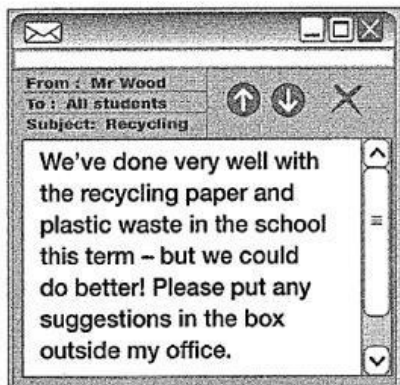 From : Mr Wood
To : All students
Subject: Recycling
We've done very well with
the recycling paper and
plastic waste in the school
this term – but we could
do better! Please put any
suggestions in the box
outside my office.